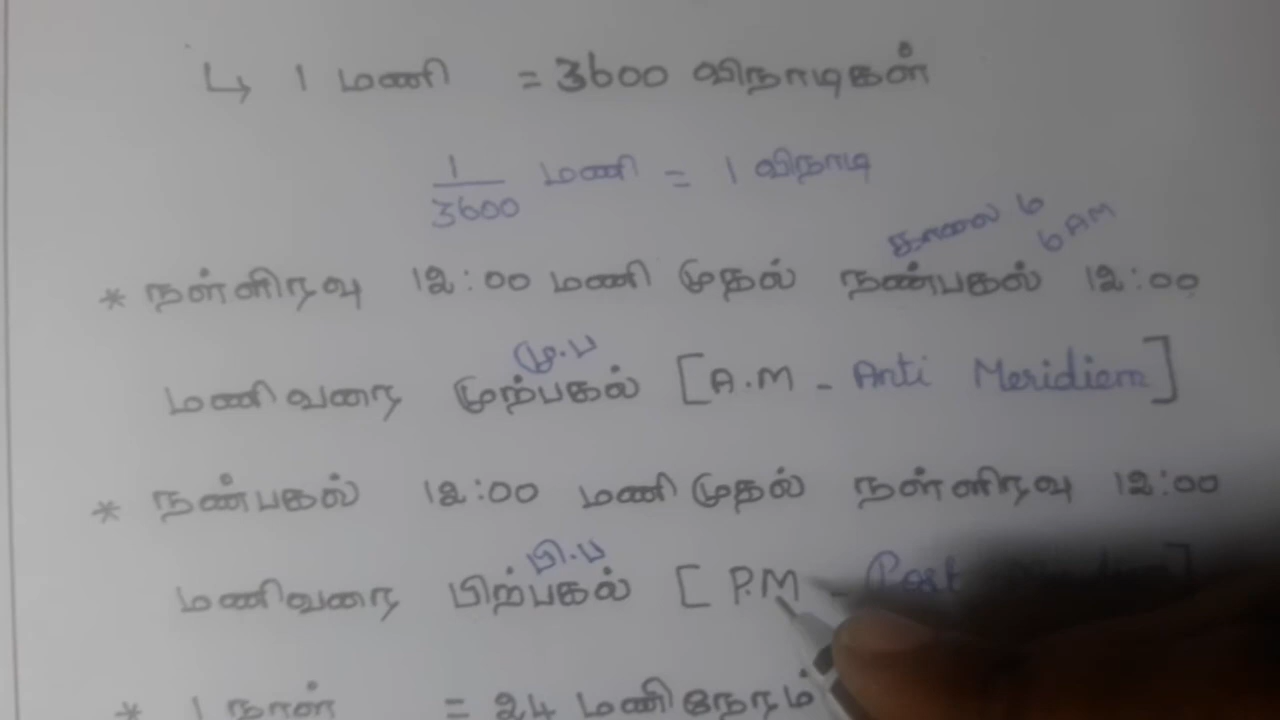 ↳ 1 மணி = 3600 விநாடிகள்
1/3600 மணி = 1 விநாடி
காலை 6
6 AM
* நள்ளிரவு 12:00 மணி முதல் நண்பகல் 12:00
மு.ப
மணிவரை முற்பகல் [A.M - Anti Meridiem]
* நண்பகல் 12:00 மணி முதல் நள்ளிரவு 12:00
பி.ப
மணிவரை பிற்பகல் [P.M - Post ]
* 1 நாள் = 24 மணிநேரம்